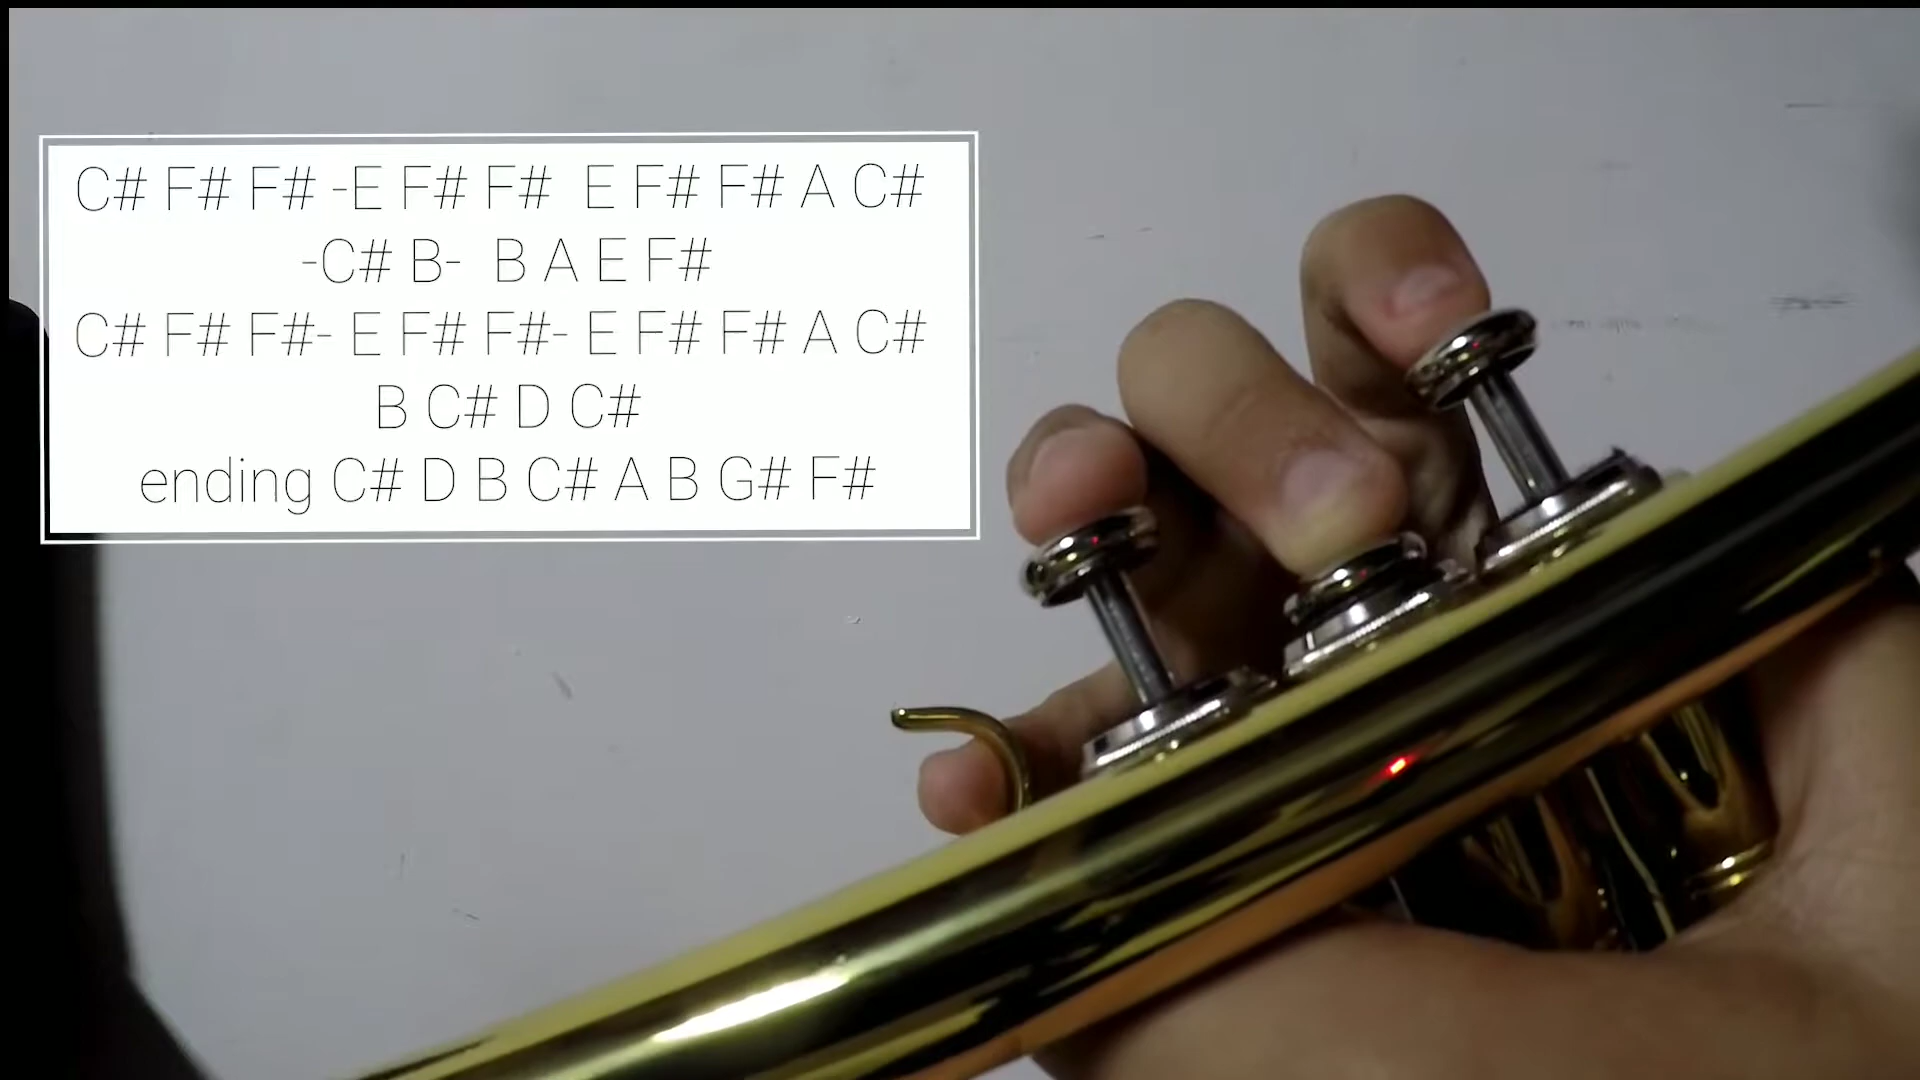 C# F# F# -E F# F#  E F# F# A C#
-C# B-  B A E F#
C# F# F#- E F# F#- E F# F# A C#
B C# D C#
ending C# D B C# A B G# F#